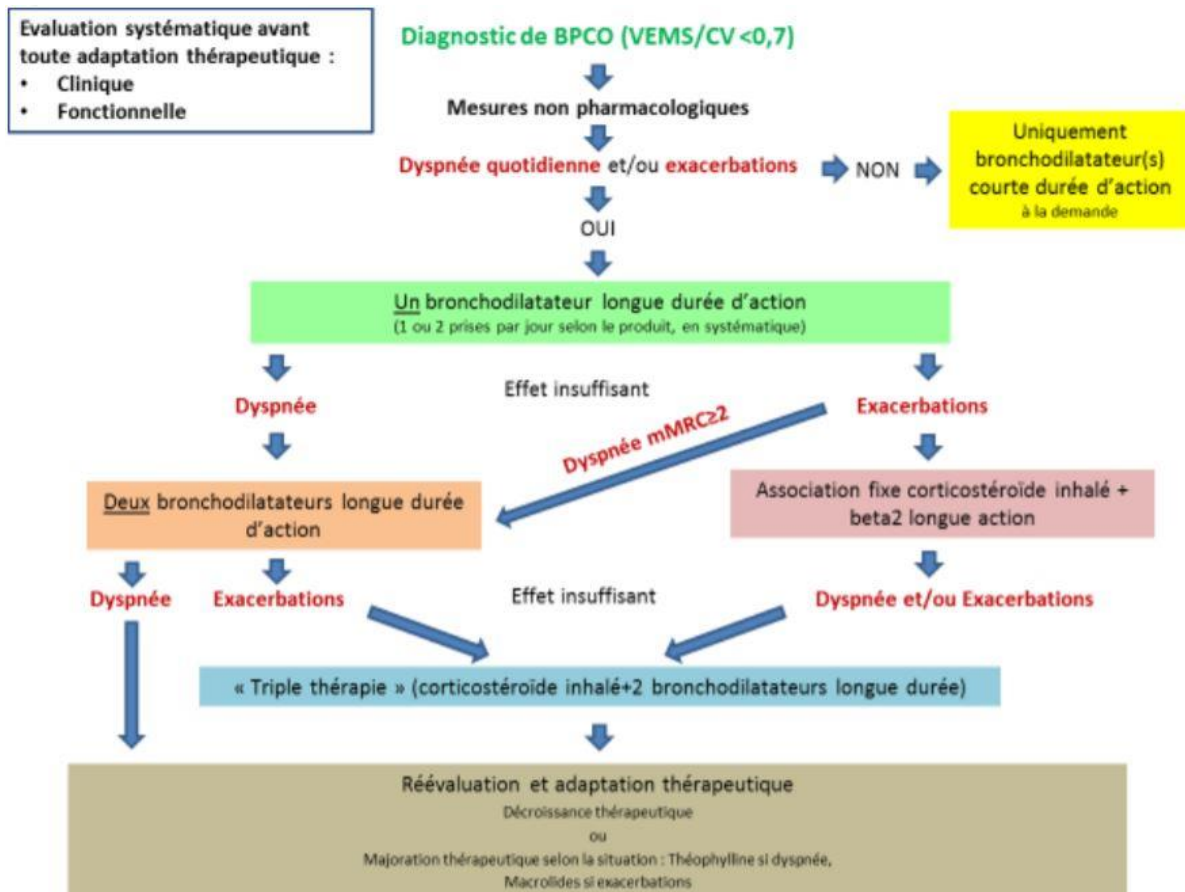 Evaluation systématique avant
toute adaptation thérapeutique :
• Clinique
• Fonctionnelle
Diagnostic de BPCO (VEMS/CV <0,7)
Mesures non pharmacologiques
Dyspnée quotidienne et/ou exacerbations
NON
Uniquement
bronchodilatateur(s)
courte durée d'action
à la demande
OUI
Un bronchodilatateur longue durée d'action
(1 ou 2 prises par jour selon le produit, en systématique)
Effet insuffisant
Dyspnée
Exacerbations
Dyspnée mMRC≥2
Deux bronchodilatateurs longue durée
d'action
Association fixe corticostéroïde inhalé +
beta2 longue action
Dyspnée
Exacerbations
Effet insuffisant
Dyspnée et/ou Exacerbations
« Triple thérapie » (corticostéroïde inhalé+2 bronchodilatateurs longue durée)
Réévaluation et adaptation thérapeutique
Décroissance thérapeutique
ou
Majoration thérapeutique selon la situation : Théophylline si dyspnée,
Macrolides si exacerbations